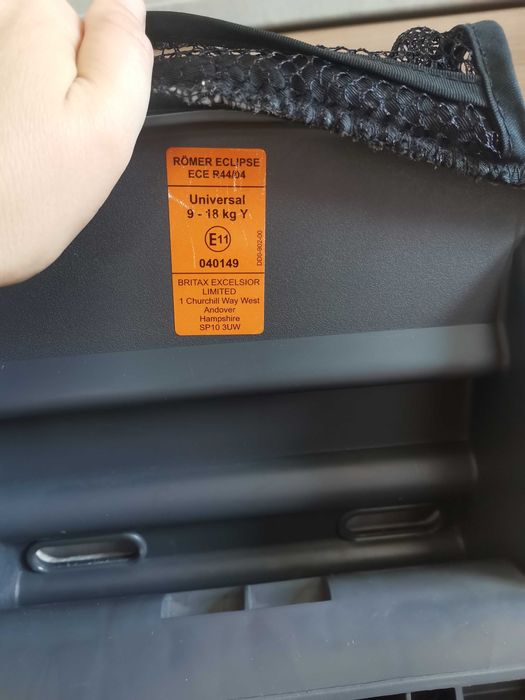 RÖMER ECLIPSE
ECE R44/04
Universal
9 - 18 kg Y
E11
040149
DD0-902-00
BRITAX EXCELSIOR
LIMITED
1 Churchill Way West
Andover
Hampshire
SP10 3UW